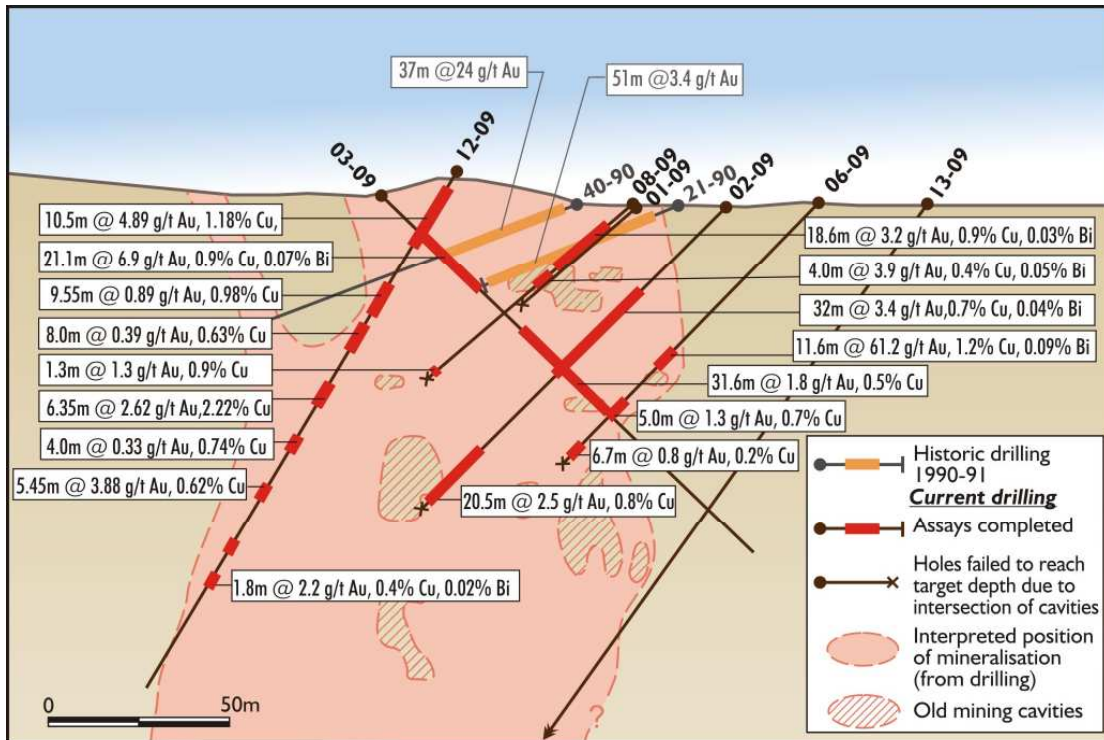 37m @24 g/t Au
51m @3.4 g/t Au
03-09
12-09
40-90
08-09
01-09
21-90
02-09
06-09
13-09
10.5m @ 4.89 g/t Au, 1.18% Cu,
21.1m @ 6.9 g/t Au, 0.9% Cu, 0.07% Bi
9.55m @ 0.89 g/t Au, 0.98% Cu
8.0m @ 0.39 g/t Au, 0.63% Cu
1.3m @ 1.3 g/t Au, 0.9% Cu
6.35m @ 2.62 g/t Au,2.22% Cu
4.0m @ 0.33 g/t Au, 0.74% Cu
5.45m @ 3.88 g/t Au, 0.62% Cu
1.8m @ 2.2 g/t Au, 0.4% Cu, 0.02% Bi
18.6m @ 3.2 g/t Au, 0.9% Cu, 0.03% Bi
4.0m @ 3.9 g/t Au, 0.4% Cu, 0.05% Bi
32m @ 3.4 g/t Au,0.7% Cu, 0.04% Bi
11.6m @ 61.2 g/t Au, 1.2% Cu, 0.09% Bi
31.6m @ 1.8 g/t Au, 0.5% Cu
5.0m @ 1.3 g/t Au, 0.7% Cu
6.7m @ 0.8 g/t Au, 0.2% Cu
20.5m @ 2.5 g/t Au, 0.8% Cu
?
0
50m
Historic drilling
1990-91
Current drilling
Assays completed
Holes failed to reach
target depth due to
intersection of cavities
Interpreted position
of mineralisation
(from drilling)
Old mining cavities